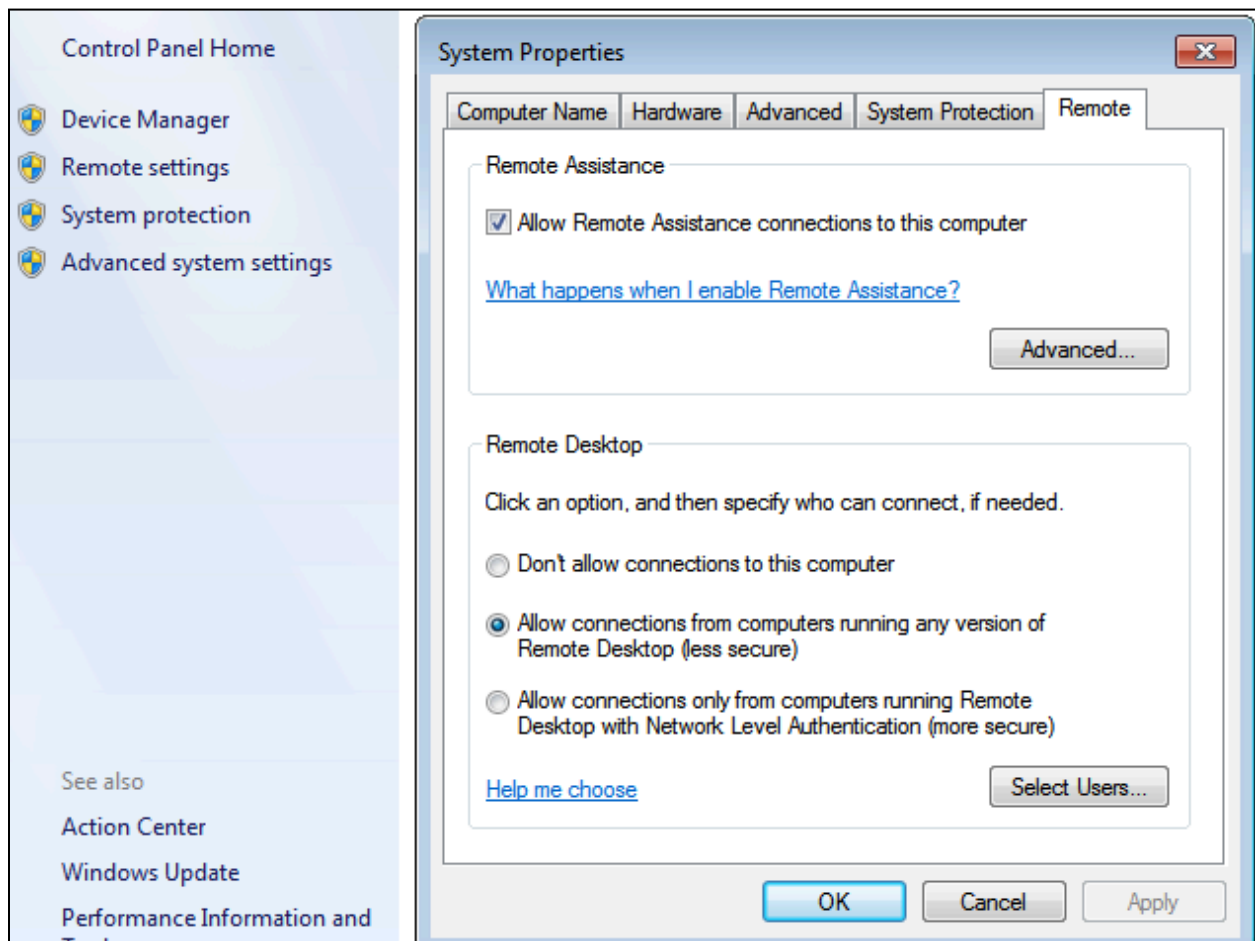 Control Panel Home
Device Manager
Remote settings
System protection
Advanced system settings
See also
Action Center
Windows Update
Performance Information and
System Properties
Computer Name
Hardware
Advanced
System Protection
Remote
Remote Assistance
Allow Remote Assistance connections to this computer
What happens when I enable Remote Assistance?
Advanced...
Remote Desktop
Click an option, and then specify who can connect, if needed.
Don't allow connections to this computer
Allow connections from computers running any version of
Remote Desktop (less secure)
Allow connections only from computers running Remote
Desktop with Network Level Authentication (more secure)
Help me choose
Select Users...
OK
Cancel
Apply